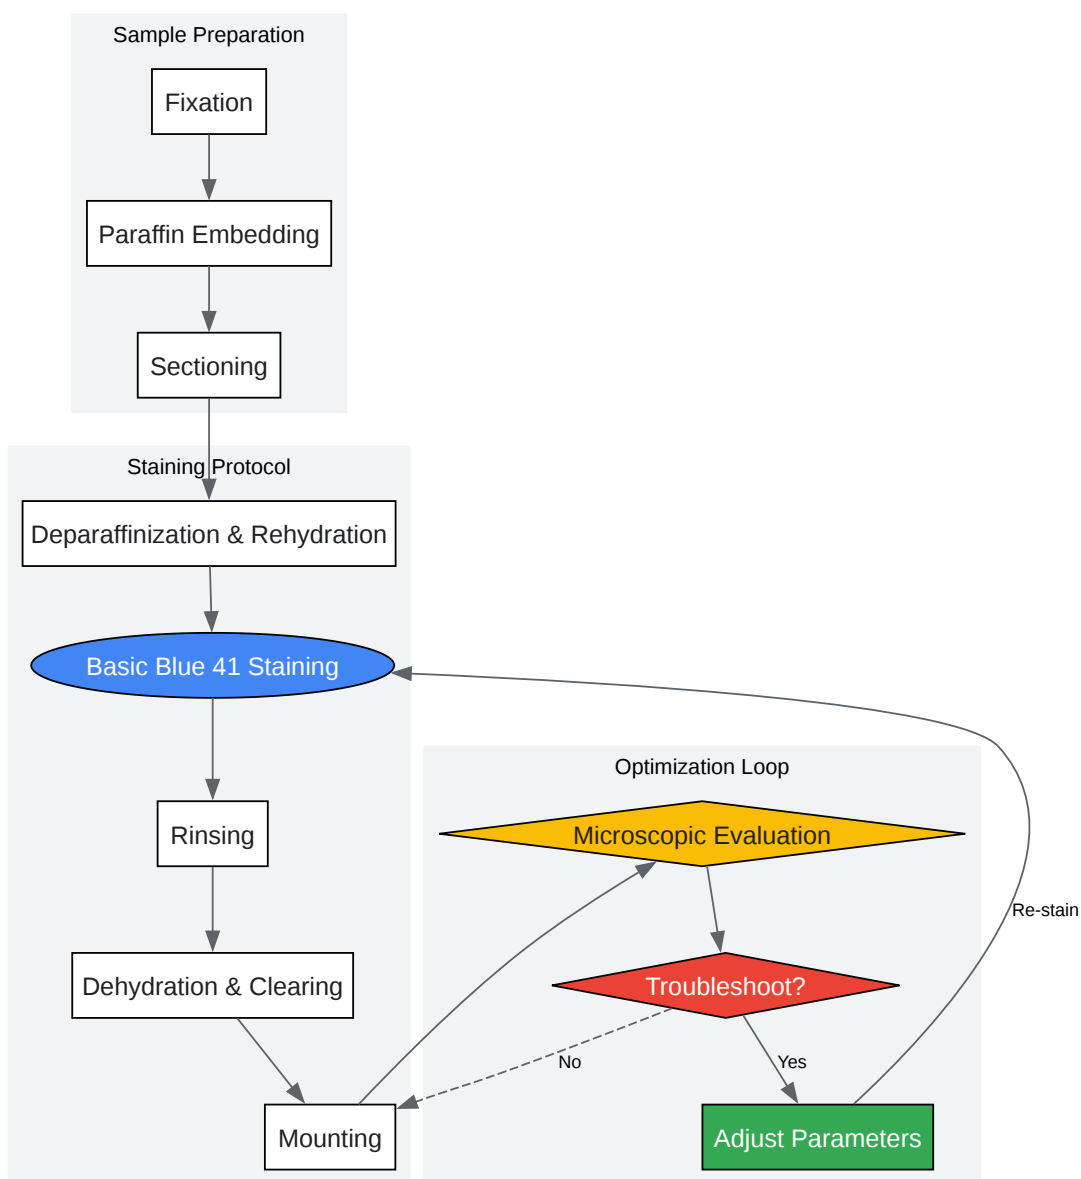 Sample Preparation
Fixation
Paraffin Embedding
Sectioning
Staining Protocol
Deparaffinization & Rehydration
Basic Blue 41 Staining
Rinsing
Dehydration & Clearing
Mounting
Optimization Loop
Microscopic Evaluation
Troubleshoot?
No
Yes
Adjust Parameters
Re-stain